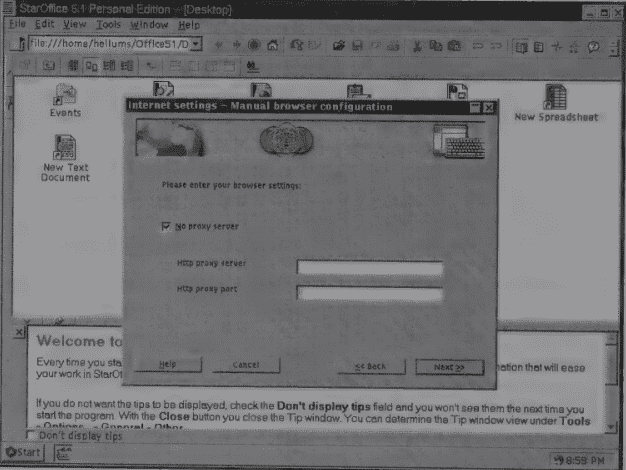 StarOffice 5.1 Personal Edition - [Desktop]
File Edit View Tools Window Help
file:///home/hellums/Office51/D
Events
New Spreadsheet
New Text
Document
Internet settings - Manual browser configuration
Please enter your browser settings:
No proxy server
Http proxy server
Http proxy port
Help Cancel << Back Next >>
Welcome to
Every time you sta
ation that will ease
your work in StarOf
If you do not want the tips to be displayed, check the Don't display tips field and you won't see them the next time you
start the program. With the Close button you close the Tip window. You can determine the Tip window view under Tools
- Options - General - Other
Don't display tips
Start
8:59 PM